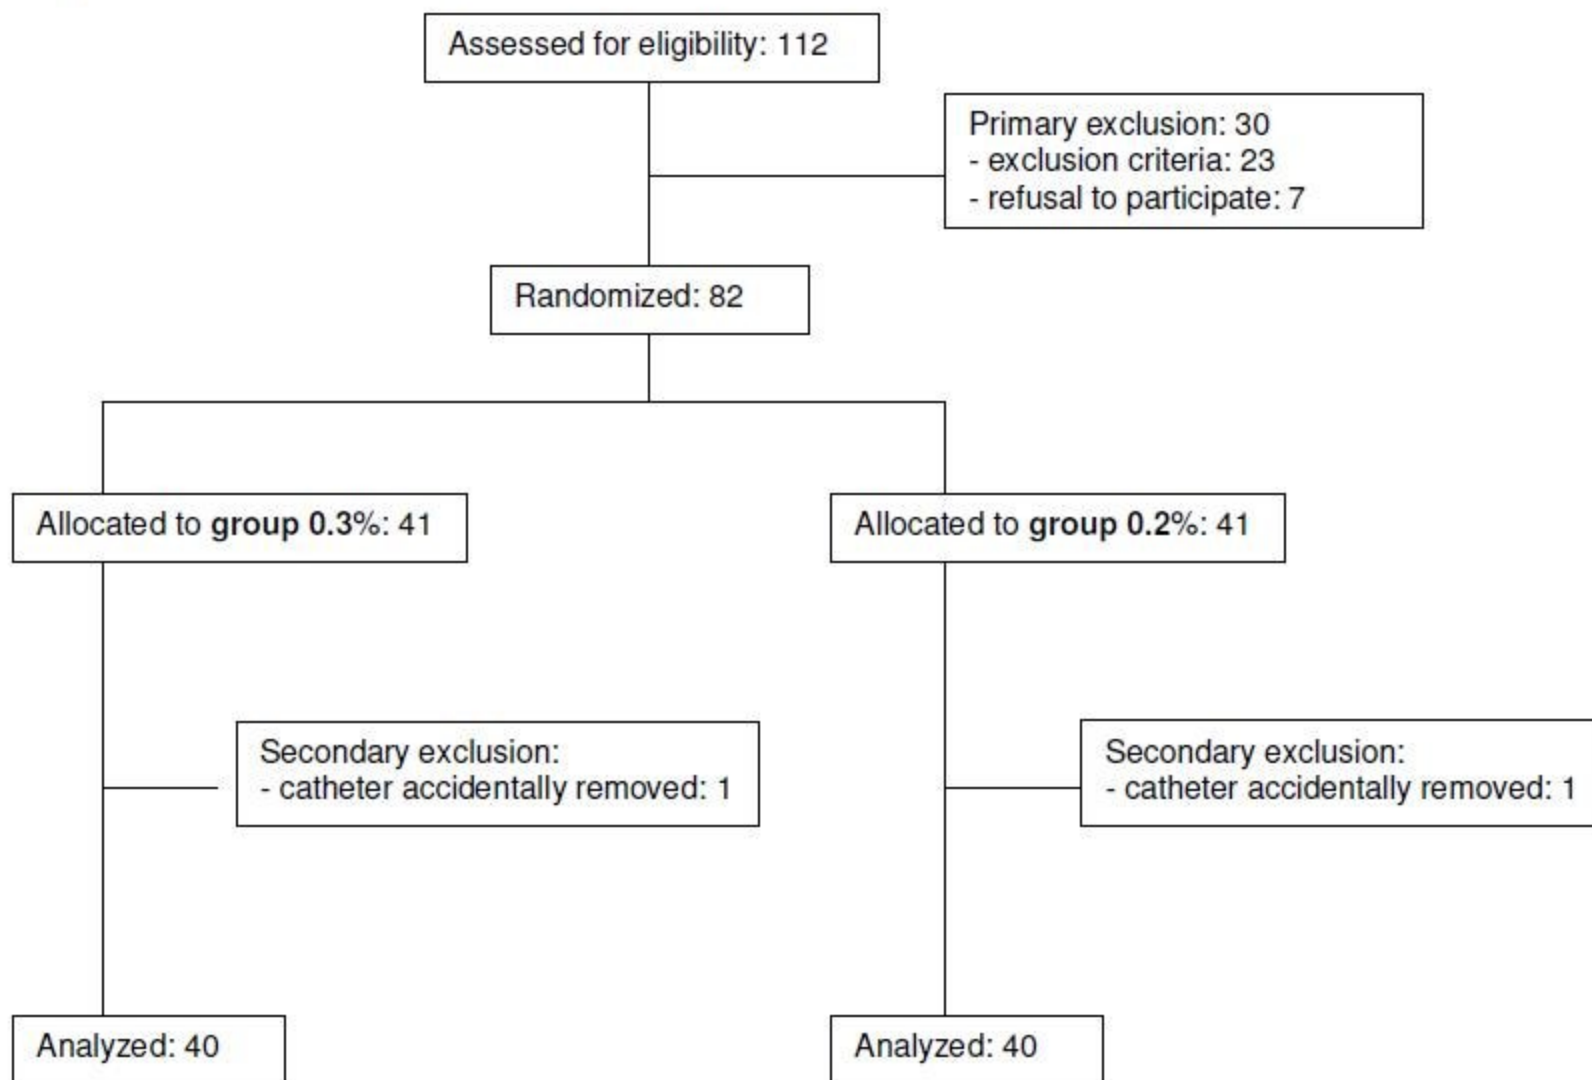 Assessed for eligibility: 112
Primary exclusion: 30
- exclusion criteria: 23
- refusal to participate: 7
Randomized: 82
Allocated to group 0.3%: 41
Allocated to group 0.2%: 41
Secondary exclusion:
- catheter accidentally removed: 1
Secondary exclusion:
- catheter accidentally removed: 1
Analyzed: 40
Analyzed: 40